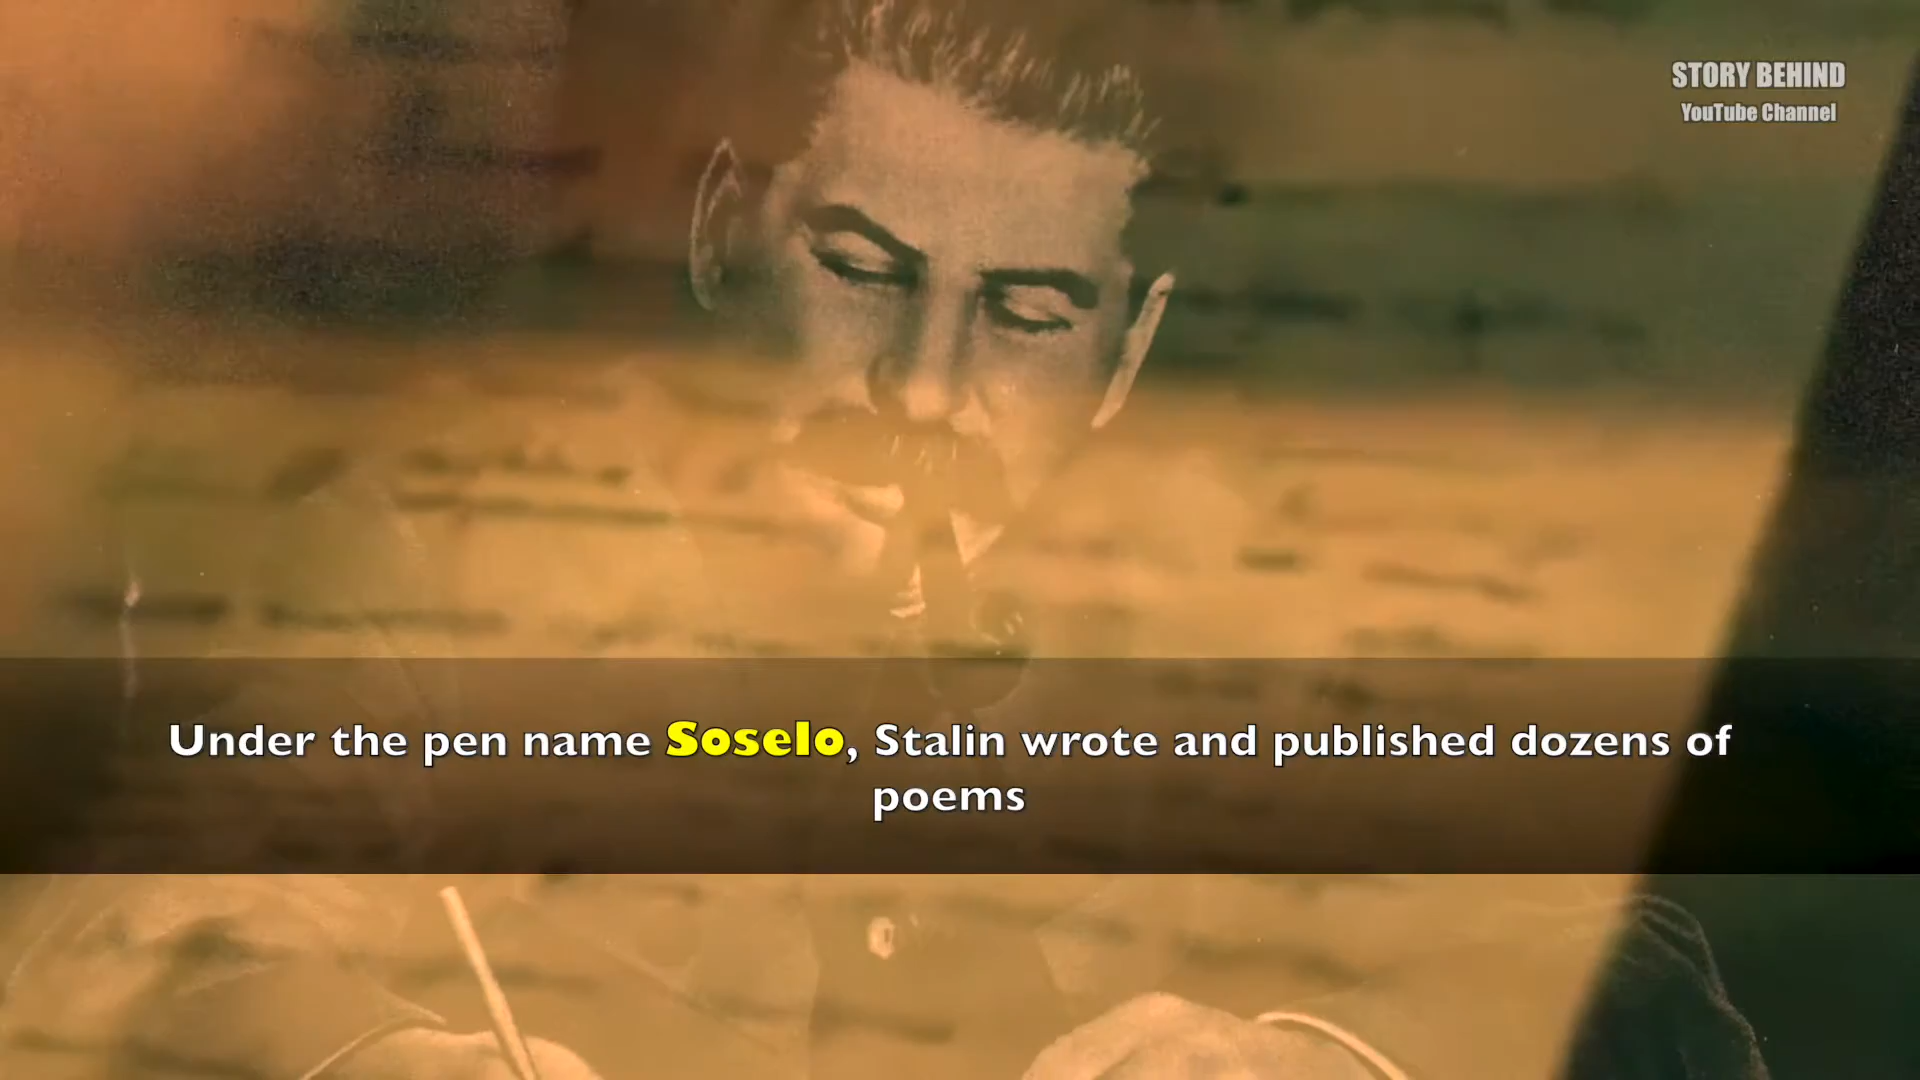 STORY BEHIND
YouTube Channel
Under the pen name Soselo, Stalin wrote and published dozens of
poems